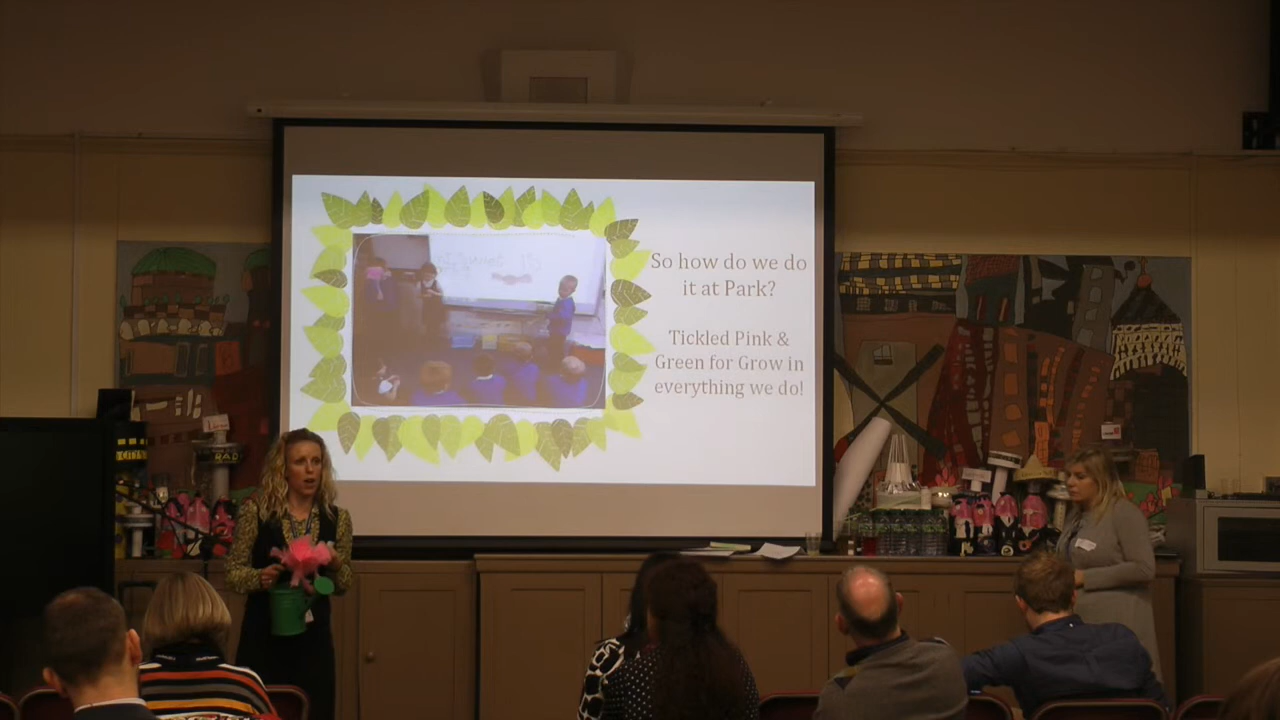 So how do we do
it at Park?
Tickled Pink &
Green for Grow in
everything we do!